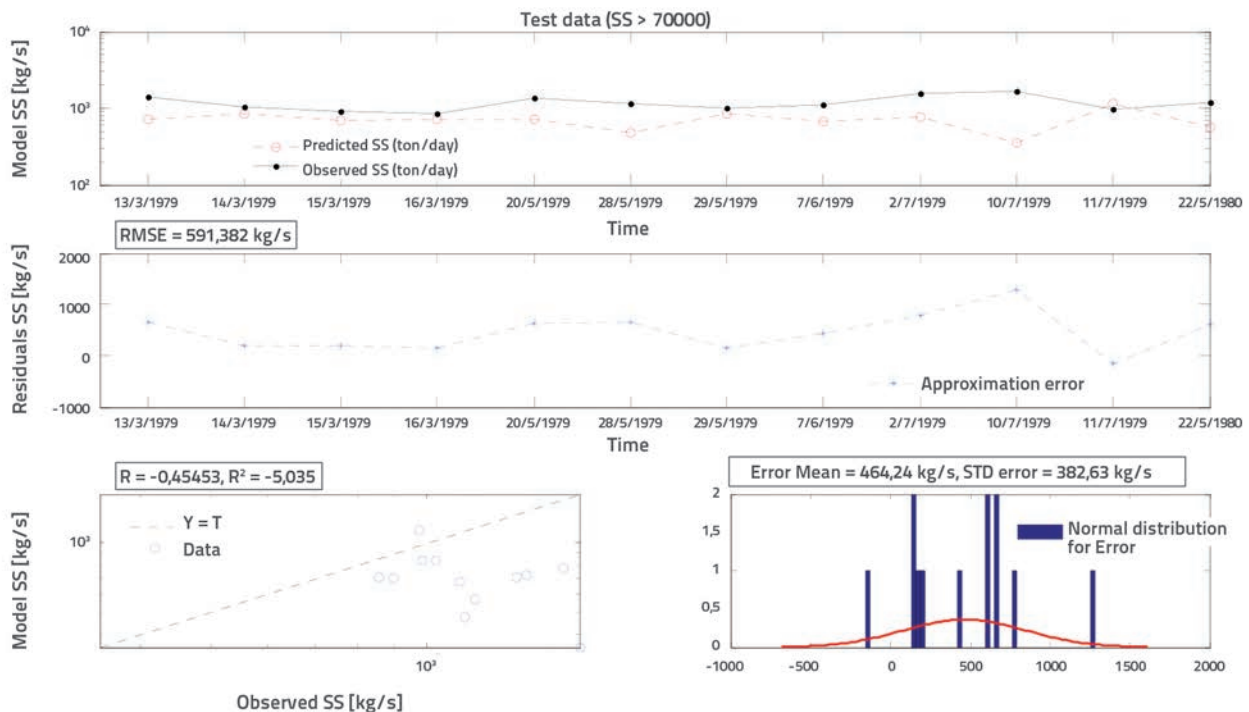 Test data (SS > 70000)
Model SS [kg/s]
10⁴
10³
10²
Predicted SS (ton/day)
Observed SS (ton/day)
13/3/1979 14/3/1979 15/3/1979 16/3/1979 20/5/1979 28/5/1979 29/5/1979 7/6/1979 2/7/1979 10/7/1979 11/7/1979 22/5/1980
Time
RMSE = 591,382 kg/s
Residuals SS [kg/s]
2000
1000
0
-1000
Approximation error
13/3/1979 14/3/1979 15/3/1979 16/3/1979 20/5/1979 28/5/1979 29/5/1979 7/6/1979 2/7/1979 10/7/1979 11/7/1979 22/5/1980
Time
R = -0,45453, R² = -5,035
Model SS [kg/s]
10³
Y = T
Data
10³
Observed SS [kg/s]
Error Mean = 464,24 kg/s, STD error = 382,63 kg/s
2
1,5
1
0,5
0
Normal distribution
for Error
-1000 -500 0 500 1000 1500 2000